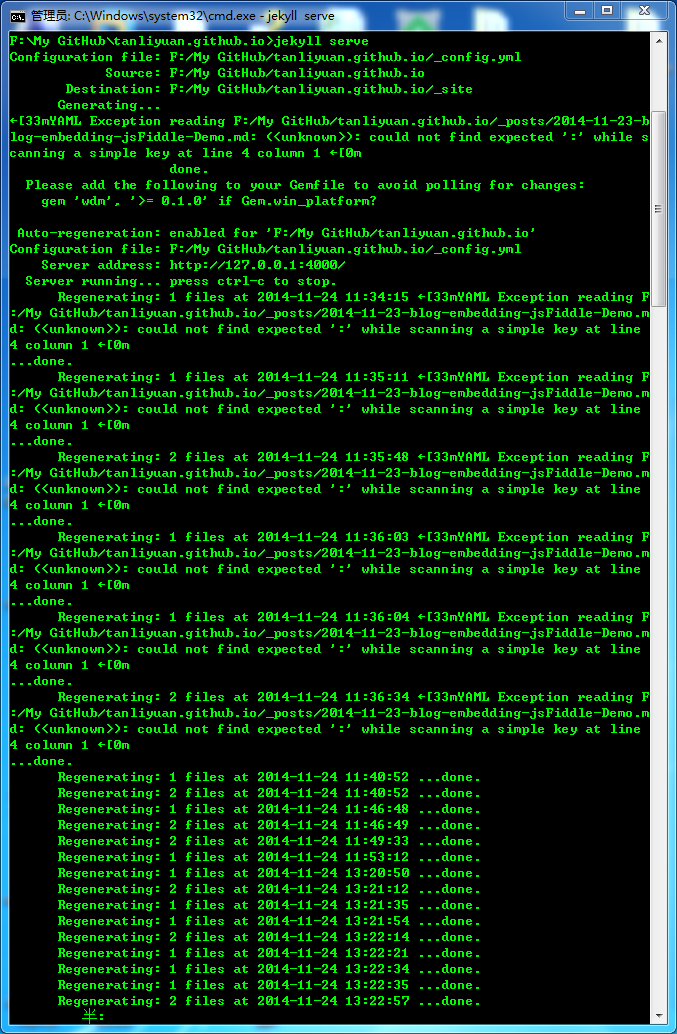 管理员: C:\Windows\system32\cmd.exe - jekyll serve
F:\My GitHub\tanliyuan.github.io>jekyll serve
Configuration file: F:/My GitHub/tanliyuan.github.io/_config.yml
Source: F:/My GitHub/tanliyuan.github.io
Destination: F:/My GitHub/tanliyuan.github.io/_site
Generating...
←[33mYAML Exception reading F:/My GitHub/tanliyuan.github.io/_posts/2014-11-23-b
log-embedding-jsFiddle-Demo.md: (<unknown>): could not find expected ':' while s
canning a simple key at line 4 column 1 ←[0m
done.
Please add the following to your Gemfile to avoid polling for changes:
gem 'wdm', '>= 0.1.0' if Gem.win_platform?
Auto-regeneration: enabled for 'F:/My GitHub/tanliyuan.github.io'
Configuration file: F:/My GitHub/tanliyuan.github.io/_config.yml
Server address: http://127.0.0.1:4000/
Server running... press ctrl-c to stop.
Regenerating: 1 files at 2014-11-24 11:34:15 ←[33mYAML Exception reading F
:/My GitHub/tanliyuan.github.io/_posts/2014-11-23-blog-embedding-jsFiddle-Demo.m
d: (<unknown>): could not find expected ':' while scanning a simple key at line
4 column 1 ←[0m
...done.
Regenerating: 1 files at 2014-11-24 11:35:11 ←[33mYAML Exception reading F
:/My GitHub/tanliyuan.github.io/_posts/2014-11-23-blog-embedding-jsFiddle-Demo.m
d: (<unknown>): could not find expected ':' while scanning a simple key at line
4 column 1 ←[0m
...done.
Regenerating: 2 files at 2014-11-24 11:35:48 ←[33mYAML Exception reading F
:/My GitHub/tanliyuan.github.io/_posts/2014-11-23-blog-embedding-jsFiddle-Demo.m
d: (<unknown>): could not find expected ':' while scanning a simple key at line
4 column 1 ←[0m
...done.
Regenerating: 1 files at 2014-11-24 11:36:03 ←[33mYAML Exception reading F
:/My GitHub/tanliyuan.github.io/_posts/2014-11-23-blog-embedding-jsFiddle-Demo.m
d: (<unknown>): could not find expected ':' while scanning a simple key at line
4 column 1 ←[0m
...done.
Regenerating: 1 files at 2014-11-24 11:36:04 ←[33mYAML Exception reading F
:/My GitHub/tanliyuan.github.io/_posts/2014-11-23-blog-embedding-jsFiddle-Demo.m
d: (<unknown>): could not find expected ':' while scanning a simple key at line
4 column 1 ←[0m
...done.
Regenerating: 2 files at 2014-11-24 11:36:34 ←[33mYAML Exception reading F
:/My GitHub/tanliyuan.github.io/_posts/2014-11-23-blog-embedding-jsFiddle-Demo.m
d: (<unknown>): could not find expected ':' while scanning a simple key at line
4 column 1 ←[0m
...done.
Regenerating: 1 files at 2014-11-24 11:40:52 ...done.
Regenerating: 2 files at 2014-11-24 11:40:52 ...done.
Regenerating: 1 files at 2014-11-24 11:46:48 ...done.
Regenerating: 2 files at 2014-11-24 11:46:49 ...done.
Regenerating: 2 files at 2014-11-24 11:49:33 ...done.
Regenerating: 1 files at 2014-11-24 11:53:12 ...done.
Regenerating: 1 files at 2014-11-24 13:20:50 ...done.
Regenerating: 2 files at 2014-11-24 13:21:12 ...done.
Regenerating: 1 files at 2014-11-24 13:21:35 ...done.
Regenerating: 1 files at 2014-11-24 13:21:54 ...done.
Regenerating: 2 files at 2014-11-24 13:22:14 ...done.
Regenerating: 1 files at 2014-11-24 13:22:21 ...done.
Regenerating: 1 files at 2014-11-24 13:22:34 ...done.
Regenerating: 1 files at 2014-11-24 13:22:35 ...done.
Regenerating: 2 files at 2014-11-24 13:22:57 ...done.
半: